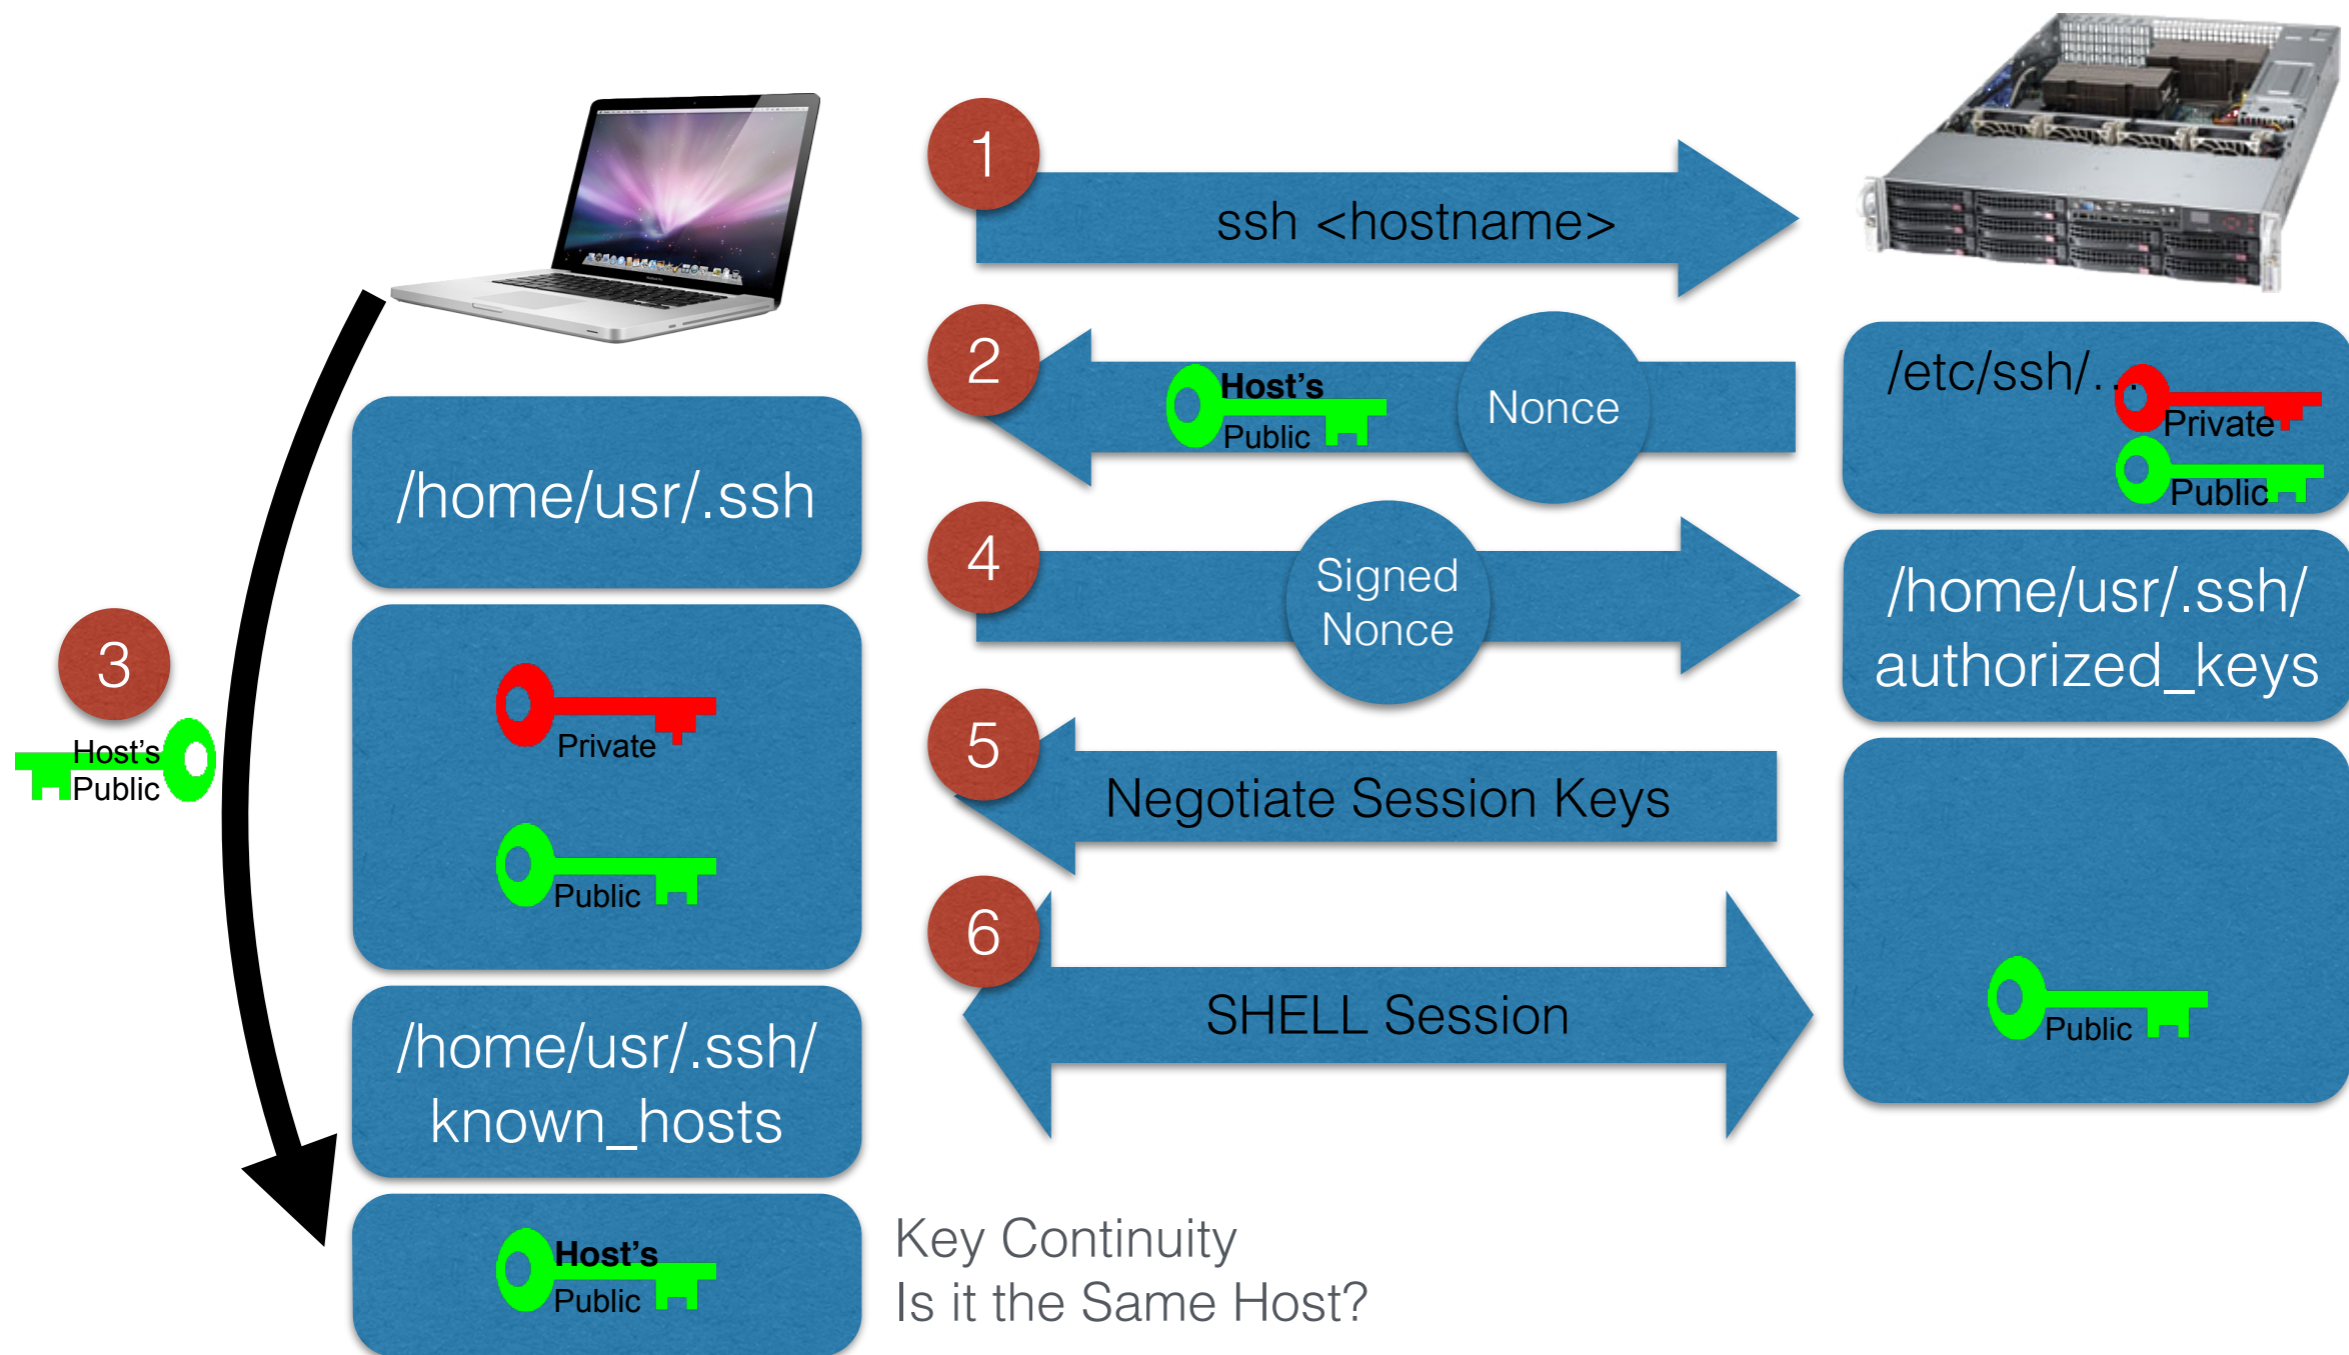 1
ssh <hostname>
2
Host's
Public
Nonce
/etc/ssh/...
Private
Public
/home/usr/.ssh
4
Signed
Nonce
/home/usr/.ssh/
authorized_keys
3
Host's
Public
Private
Public
5
Negotiate Session Keys
6
SHELL Session
Public
/home/usr/.ssh/
known_hosts
Host's
Public
Key Continuity
Is it the Same Host?